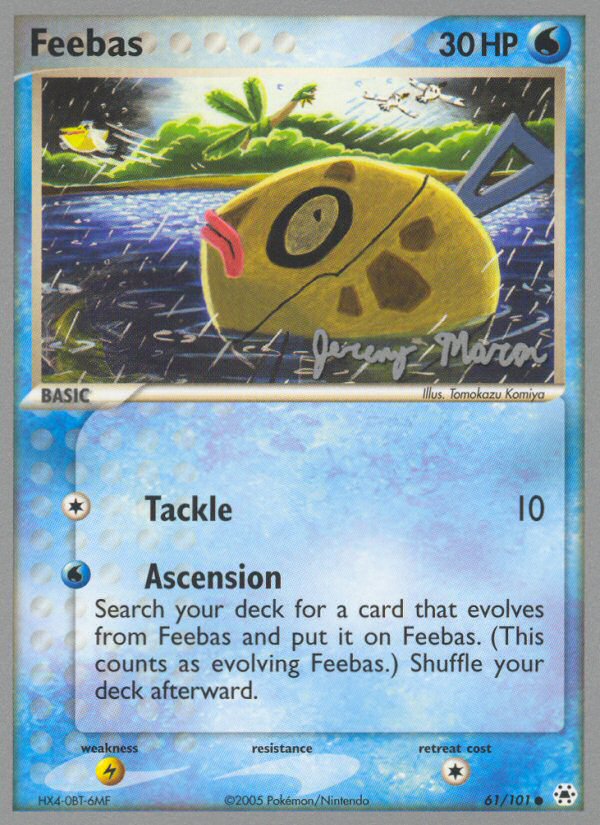 Feebas 30 HP
Jeremy Maron
BASIC
Illus. Tomokazu Komiya
Tackle 10
Ascension
Search your deck for a card that evolves
from Feebas and put it on Feebas. (This
counts as evolving Feebas.) Shuffle your
deck afterward.
weakness resistance retreat cost
HX4-0BT-6MF ©2005 Pokémon/Nintendo 61/101